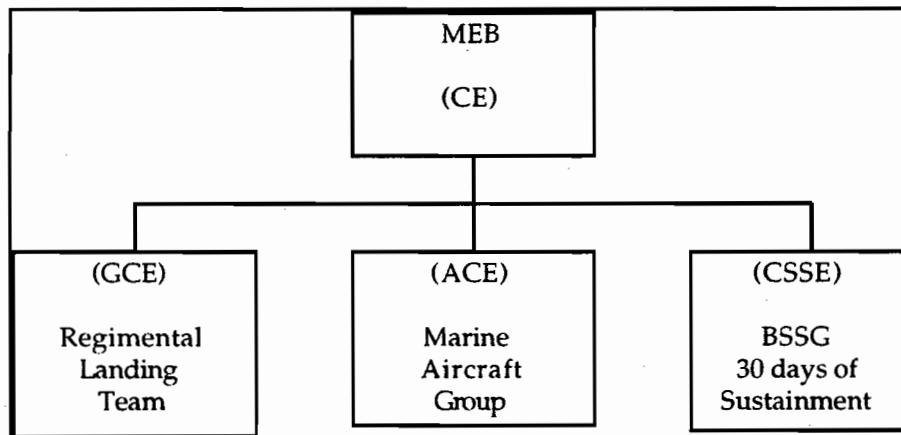 MEB
(CE)
(GCE)
Regimental
Landing
Team
(ACE)
Marine
Aircraft
Group
(CSSE)
BSSG
30 days of
Sustainment